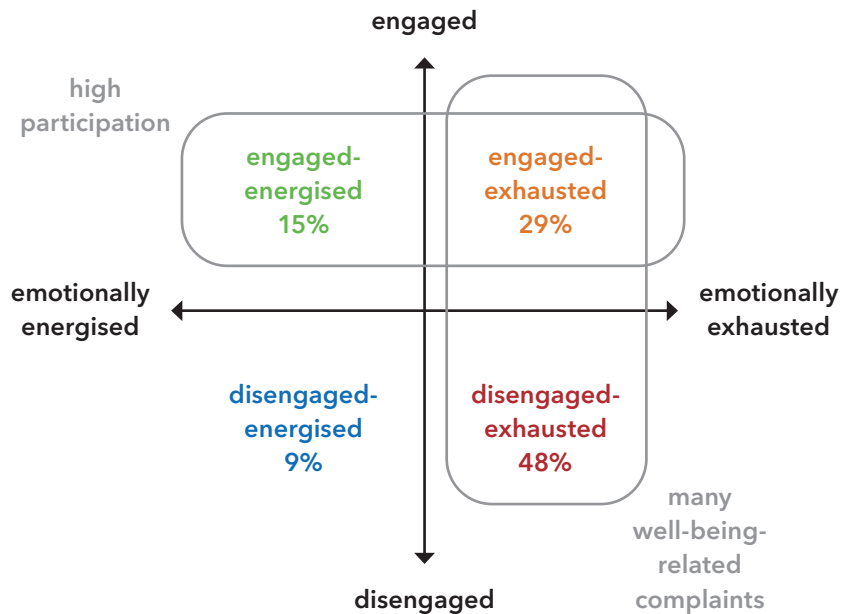 engaged
high
participation
engaged-
energised
15%
engaged-
exhausted
29%
emotionally
energised
emotionally
exhausted
disengaged-
energised
9%
disengaged-
exhausted
48%
many
well-being-
related
complaints
disengaged